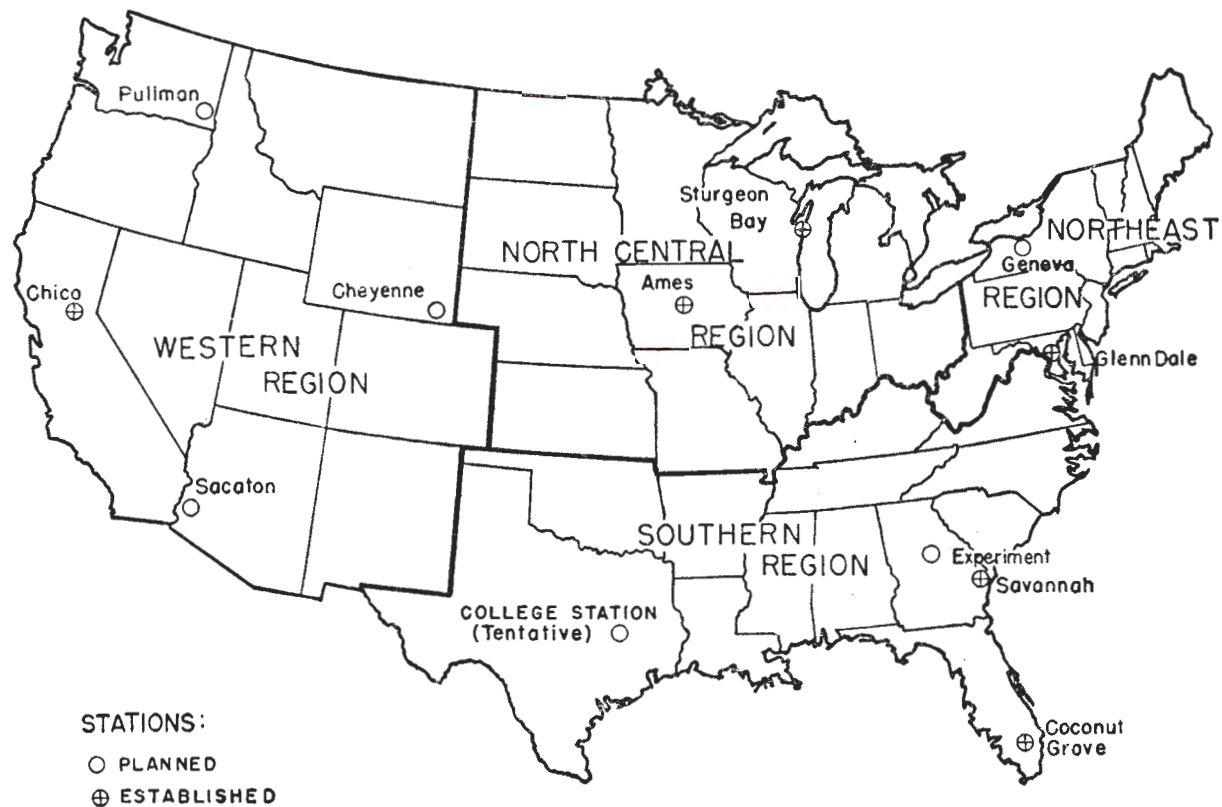 Pullman
Sturgeon
Bay
NORTHEAST
NORTH CENTRAL
Geneva
Chico
Cheyenne
Ames
REGION
REGION
WESTERN
REGION
Glenn Dale
Sacaton
SOUTHERN
REGION
Experiment
Savannah
COLLEGE STATION
(Tentative)
Coconut
Grove
STATIONS:
PLANNED
ESTABLISHED